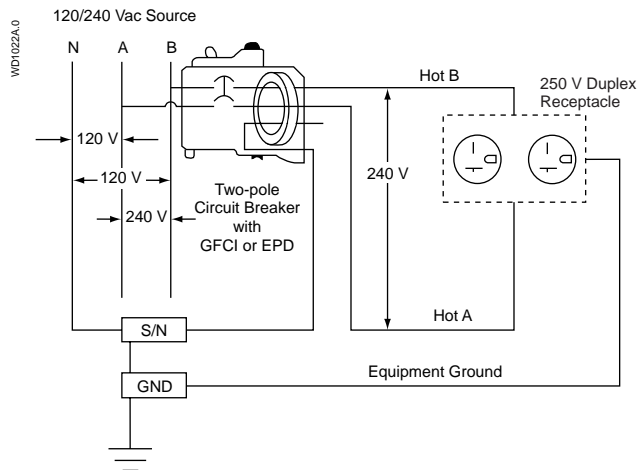 120/240 Vac Source
WD1022A.0
N A B
Hot B
250 V Duplex
Receptacle
120 V
120 V
240 V
240 V
Two-pole
Circuit Breaker
with
GFCI or EPD
S/N
Hot A
GND
Equipment Ground